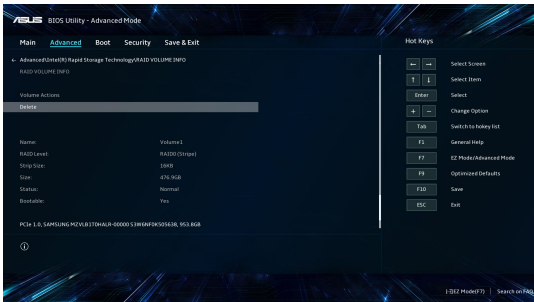 ASUS BIOS Utility - Advanced Mode
Main Advanced Boot Security Save & Exit Hot Keys
← Advanced\Intel(R) Rapid Storage Technology\RAID VOLUME INFO
RAID VOLUME INFO
Volume Actions
Delete
Name: Volume1
RAID Level: RAID0(Stripe)
Strip Size: 16KB
Size: 476.9GB
Status: Normal
Bootable: Yes
PCIe 1.0, SAMSUNG MZVLB1T0HALR-00000 S3W6NF0K505638, 953.8GB
← → Select Screen
↑ ↓ Select Item
Enter Select
+ - Change Option
Tab Switch to hokey list
F1 General Help
F7 EZ Mode/Advanced Mode
F9 Optimized Defaults
F10 Save
ESC Exit
EZ Mode(F7) | Search on FAQ